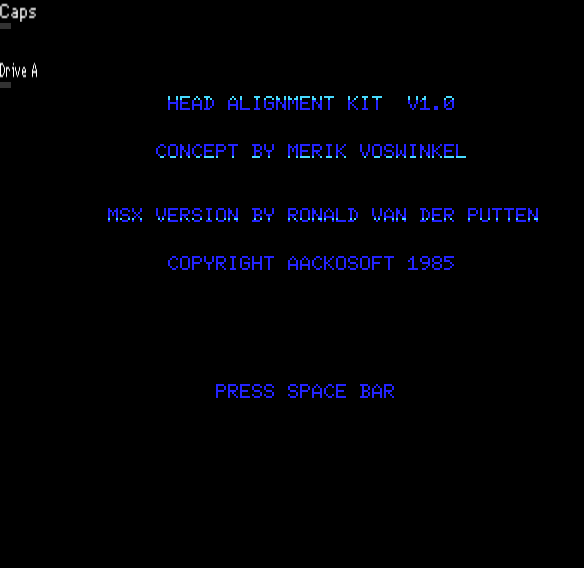 Caps
Drive A
HEAD ALIGNMENT KIT V1.0
CONCEPT BY MERIK VOSWINKEL
MSX VERSION BY RONALD VAN DER PUTTEN
COPYRIGHT AACKOSOFT 1985
PRESS SPACE BAR